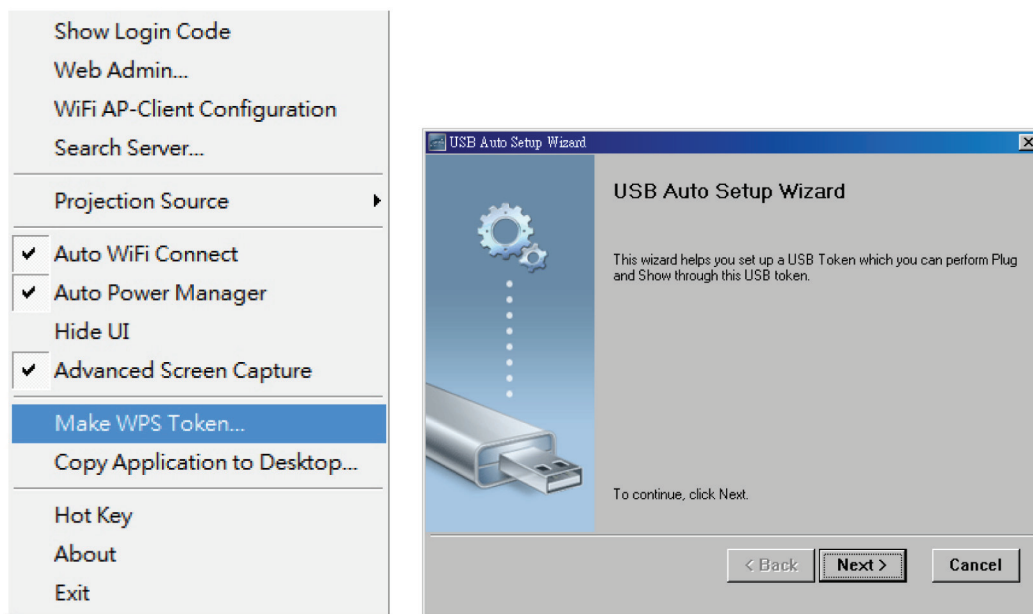 Show Login Code
Web Admin...
WiFi AP-Client Configuration
Search Server...
Projection Source
Auto WiFi Connect
Auto Power Manager
Hide UI
Advanced Screen Capture
Make WPS Token...
Copy Application to Desktop...
Hot Key
About
Exit
USB Auto Setup Wizard
USB Auto Setup Wizard
This wizard helps you set up a USB Token which you can perform Plug
and Show through this USB token.
To continue, click Next.
< Back
Next >
Cancel